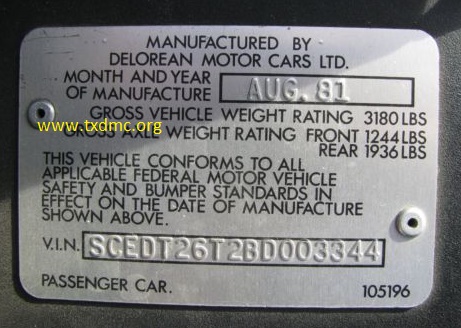 MANUFACTURED BY
DELOREAN MOTOR CARS LTD.
MONTH AND YEAR
OF MANUFACTURE AUG. 81
GROSS VEHICLE WEIGHT RATING 3180 LBS
www.txdmc.org
GROSS AXLE WEIGHT RATING FRONT 1244 LBS
REAR 1936 LBS
THIS VEHICLE CONFORMS TO ALL
APPLICABLE FEDERAL MOTOR VEHICLE
SAFETY AND BUMPER STANDARDS IN
EFFECT ON THE DATE OF MANUFACTURE
SHOWN ABOVE.
V.I.N. SCEDT26T2BD003344
PASSENGER CAR. 105196